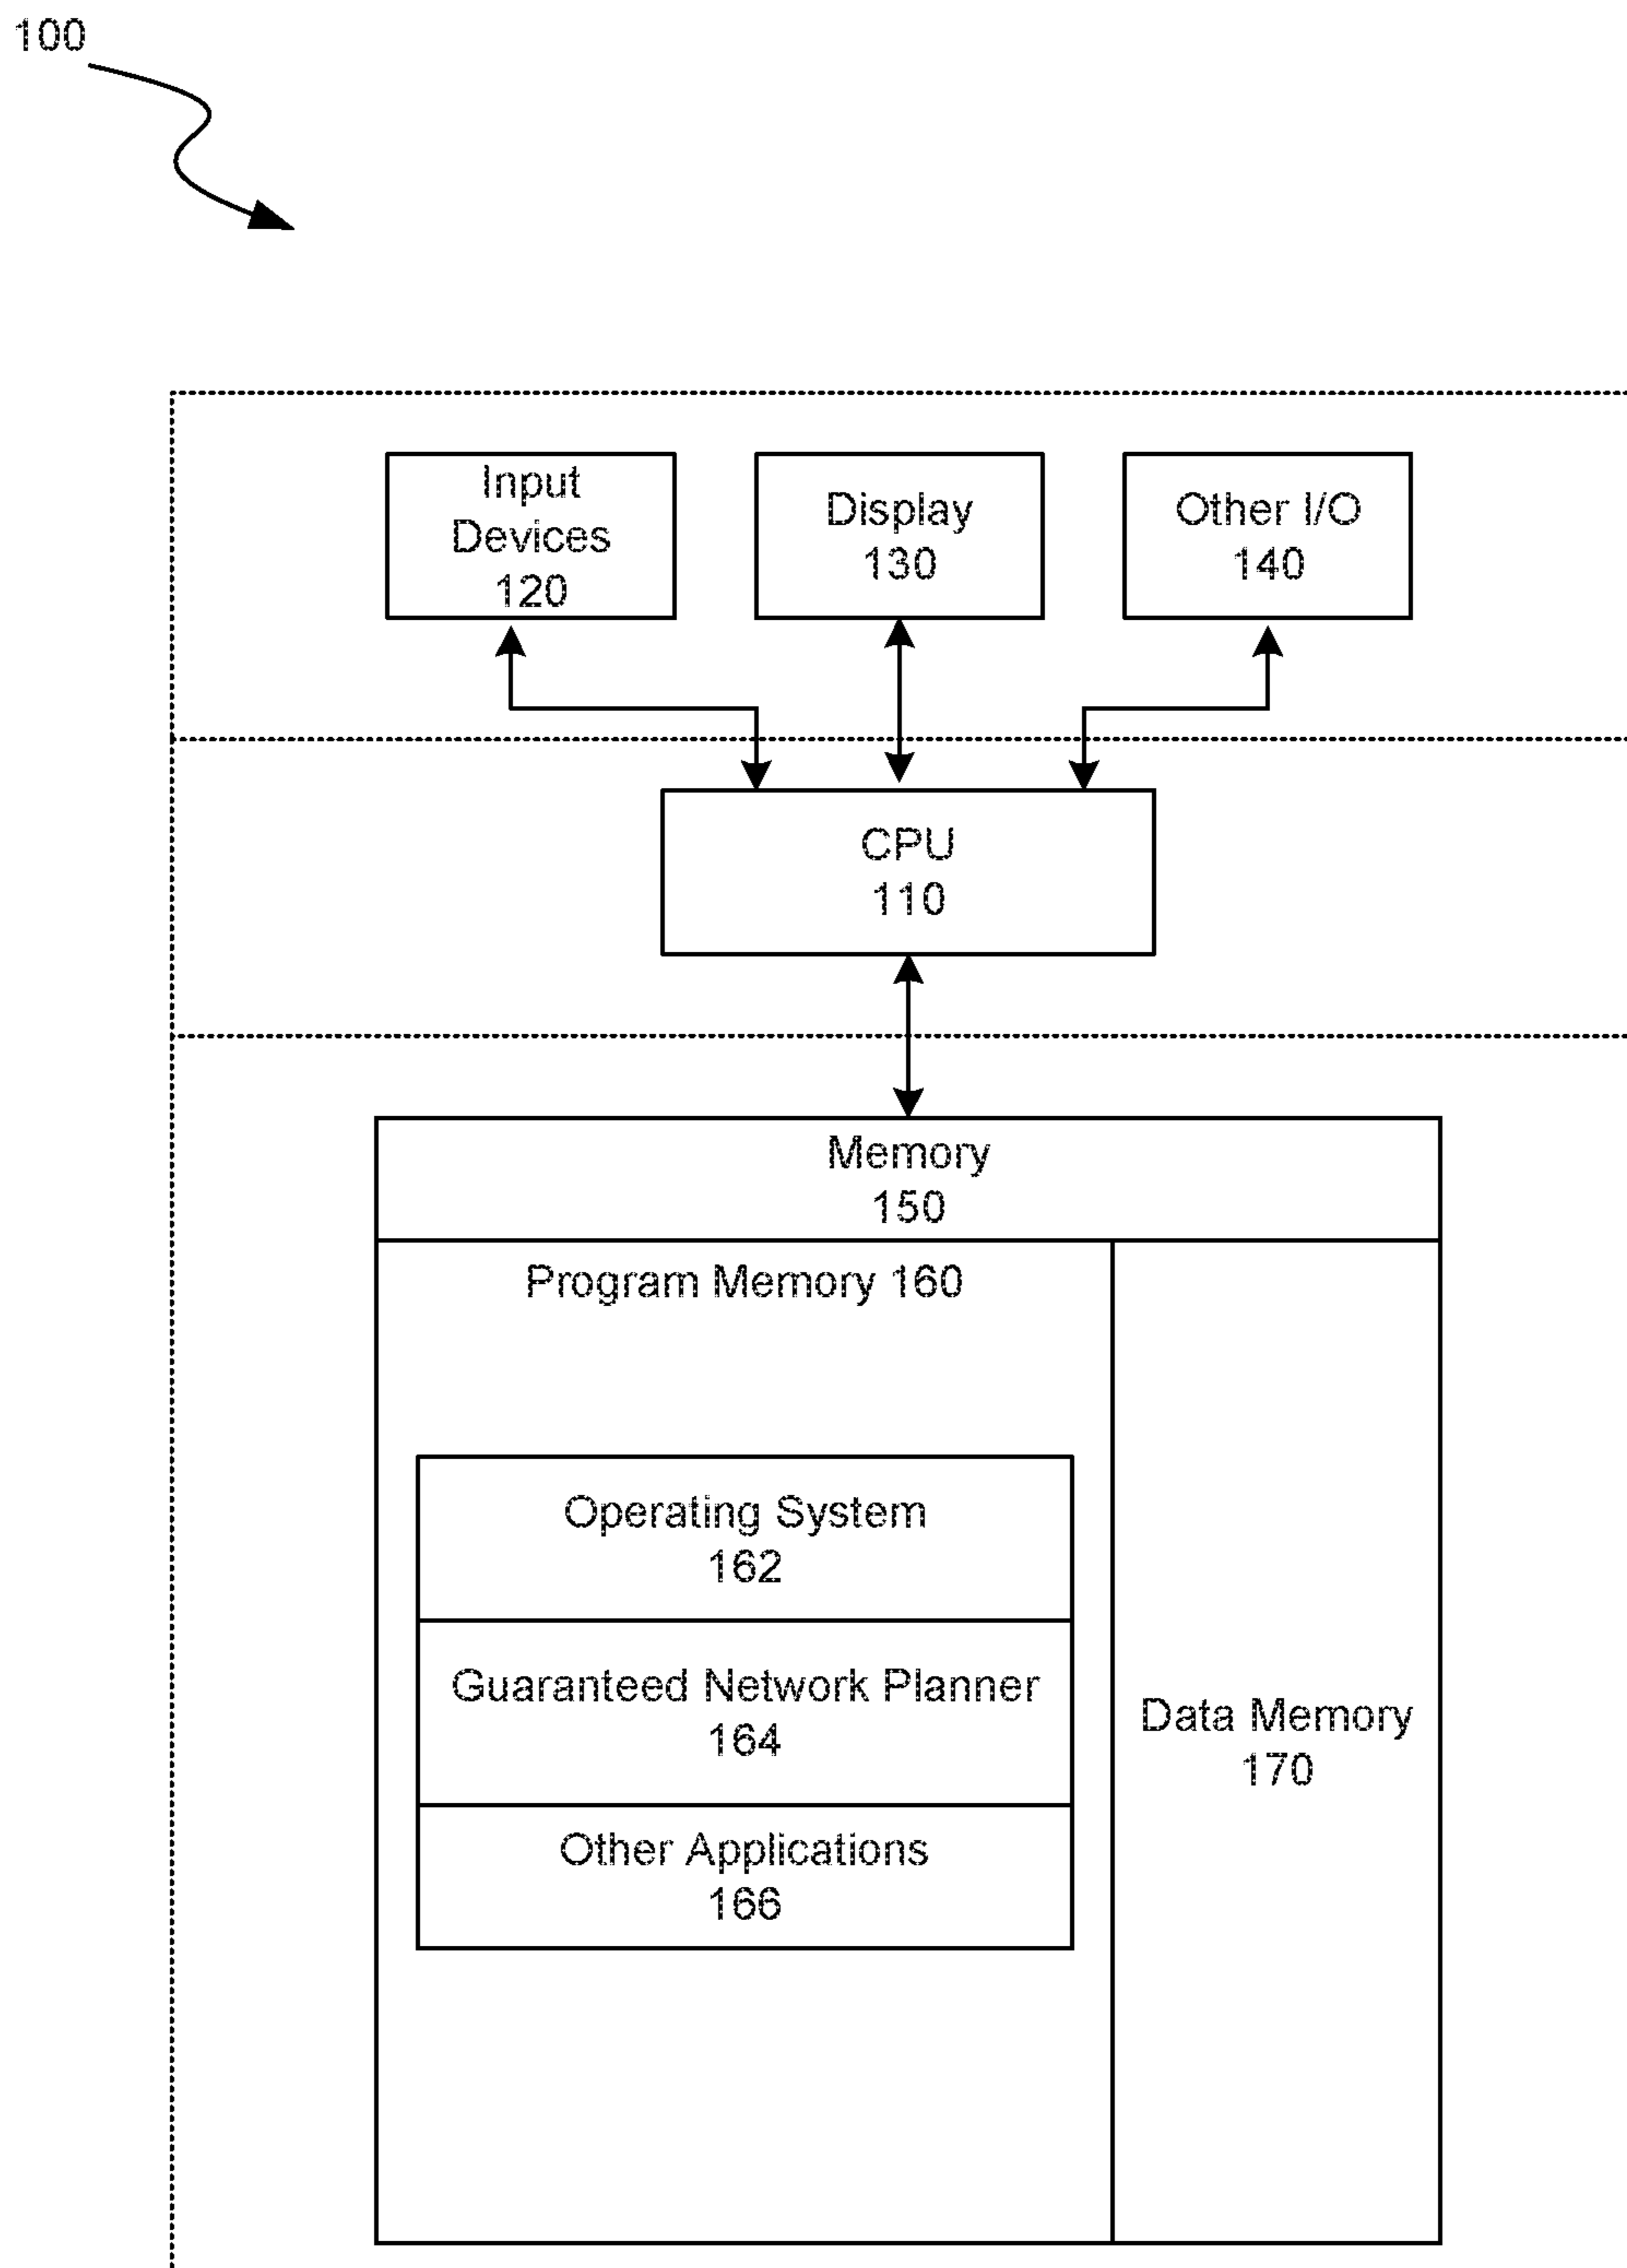 100
Input
Devices
120
Display
130
Other I/O
140
CPU
110
Memory
150
Program Memory 160
Operating System
162
Guaranteed Network Planner
164
Other Applications
166
Data Memory
170